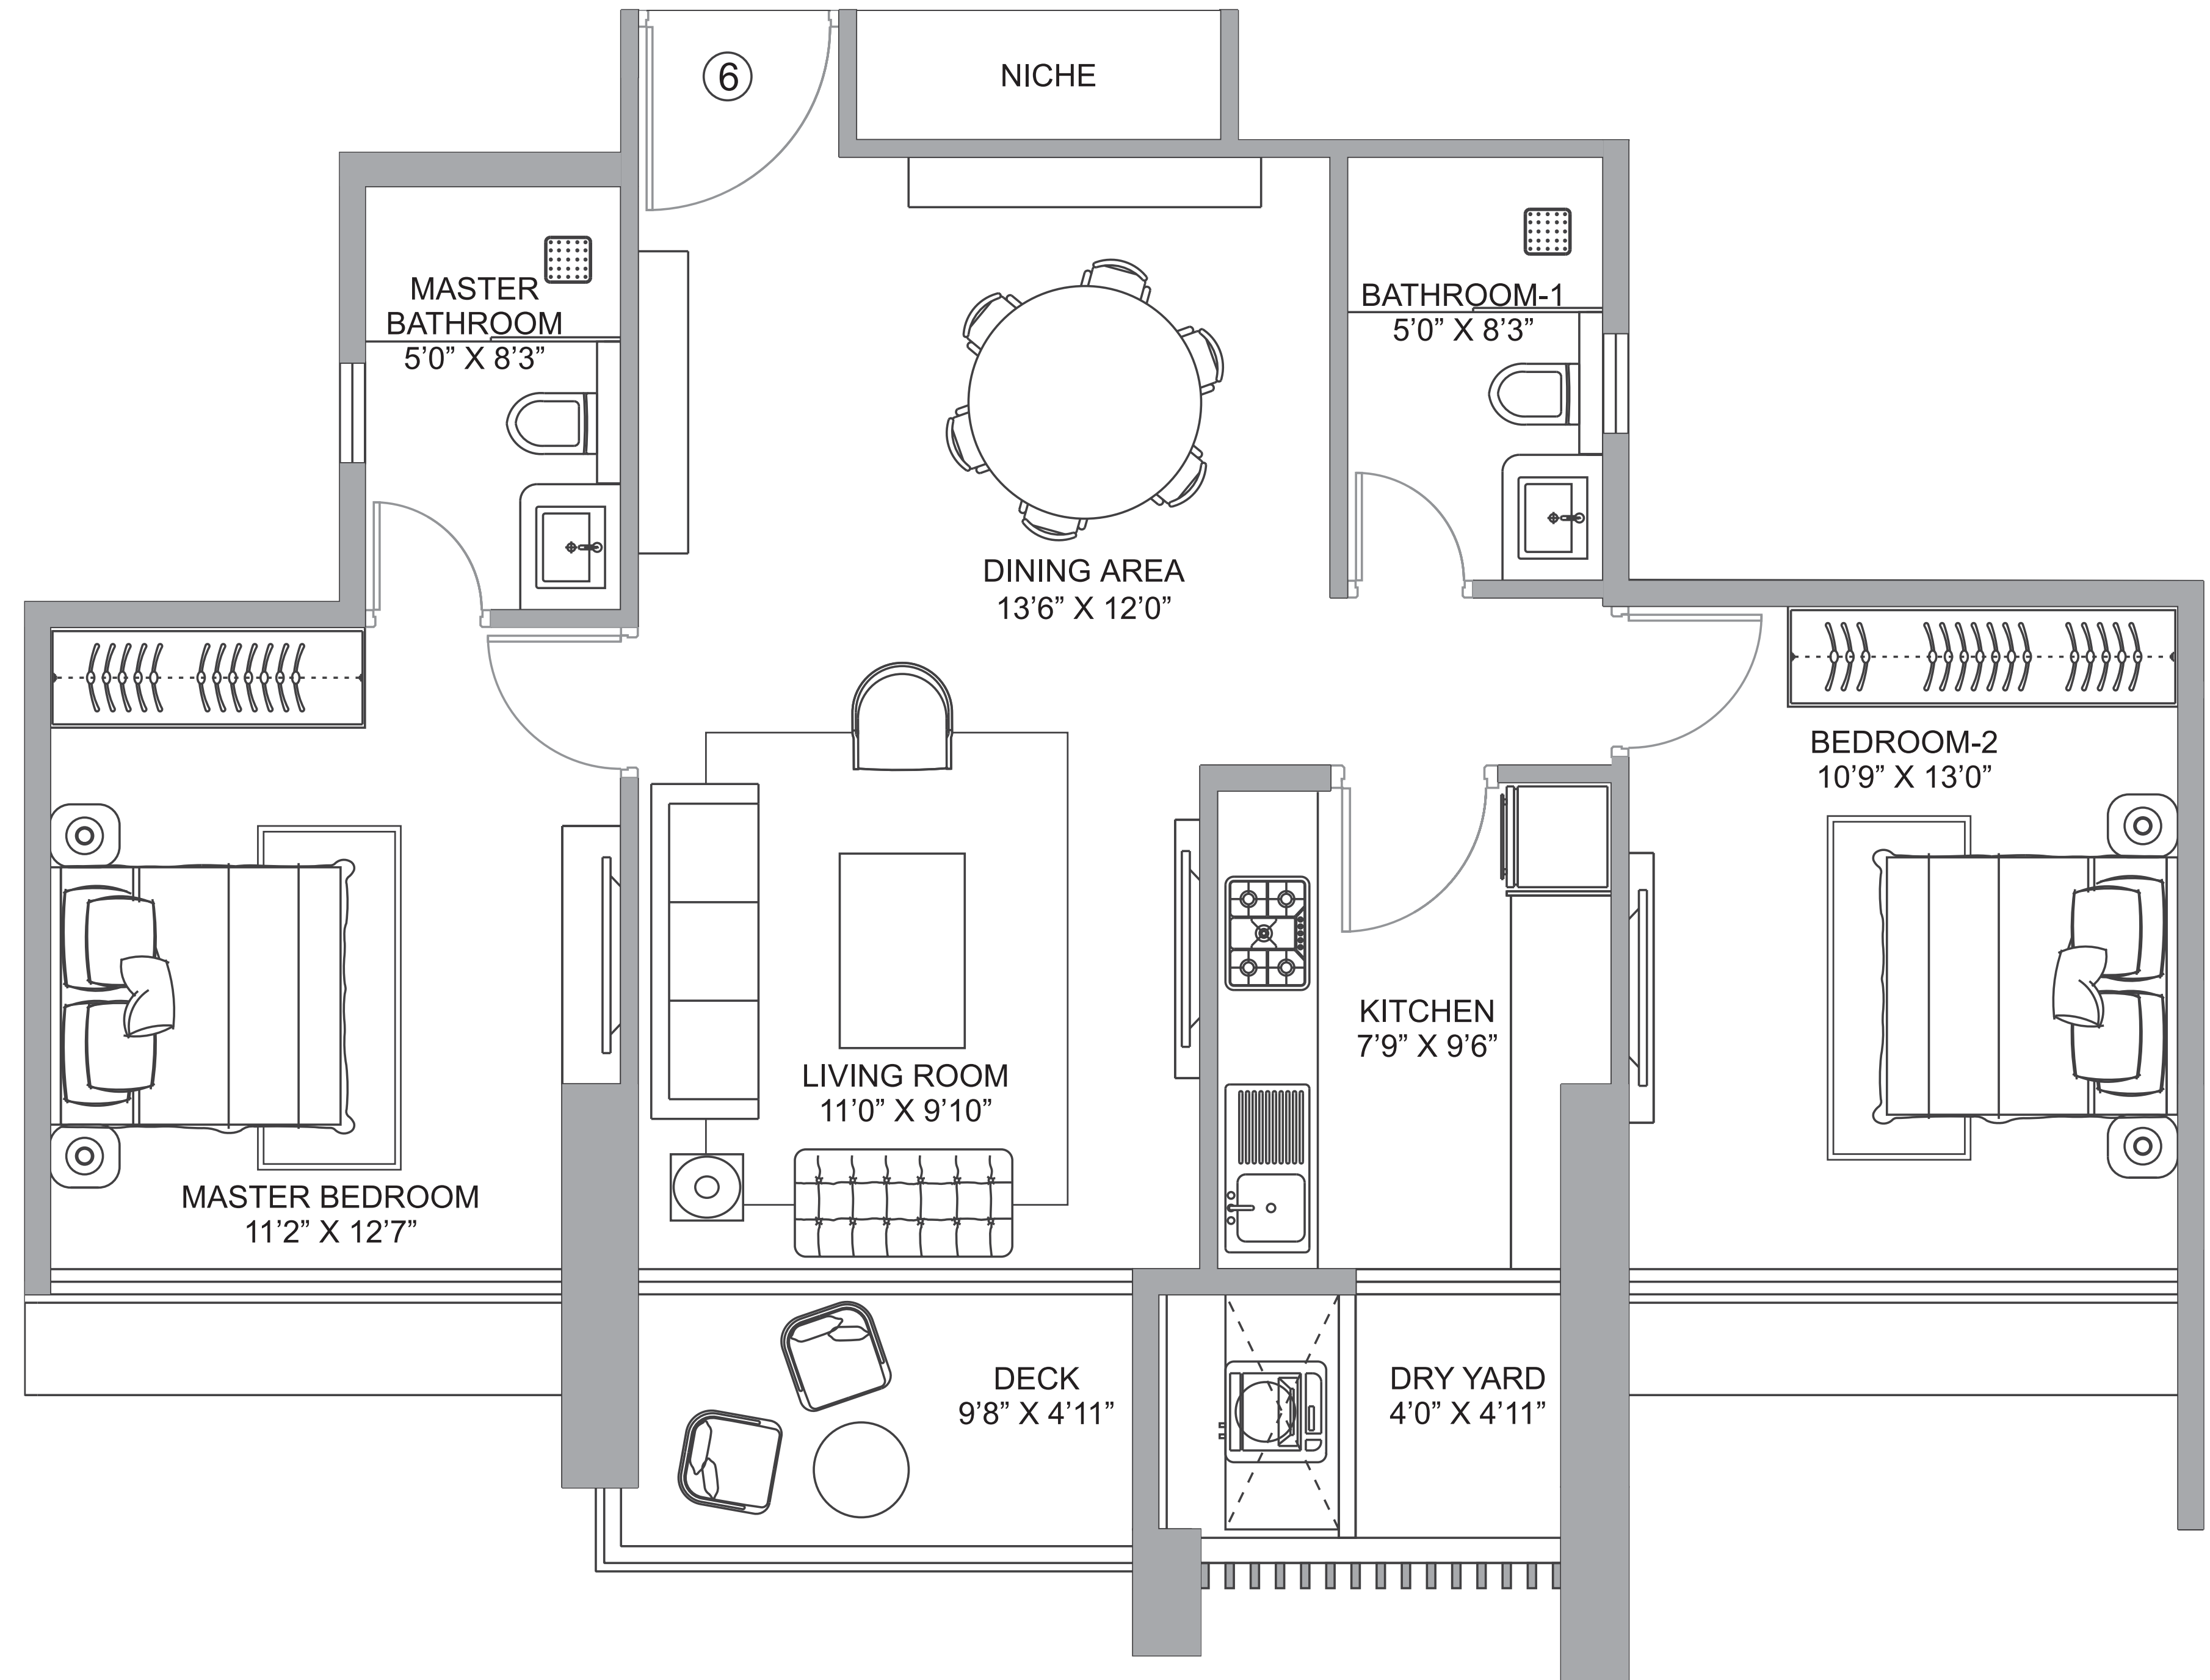 6
NICHE
MASTER
BATHROOM
5’0” X 8’3”
BATHROOM-1
5’0” X 8’3”
DINING AREA
13’6” X 12’0”
BEDROOM-2
10’9” X 13’0”
KITCHEN
7’9” X 9’6”
LIVING ROOM
11’0” X 9’10”
MASTER BEDROOM
11’2” X 12’7”
DECK
9’8” X 4’11”
DRY YARD
4’0” X 4’11”